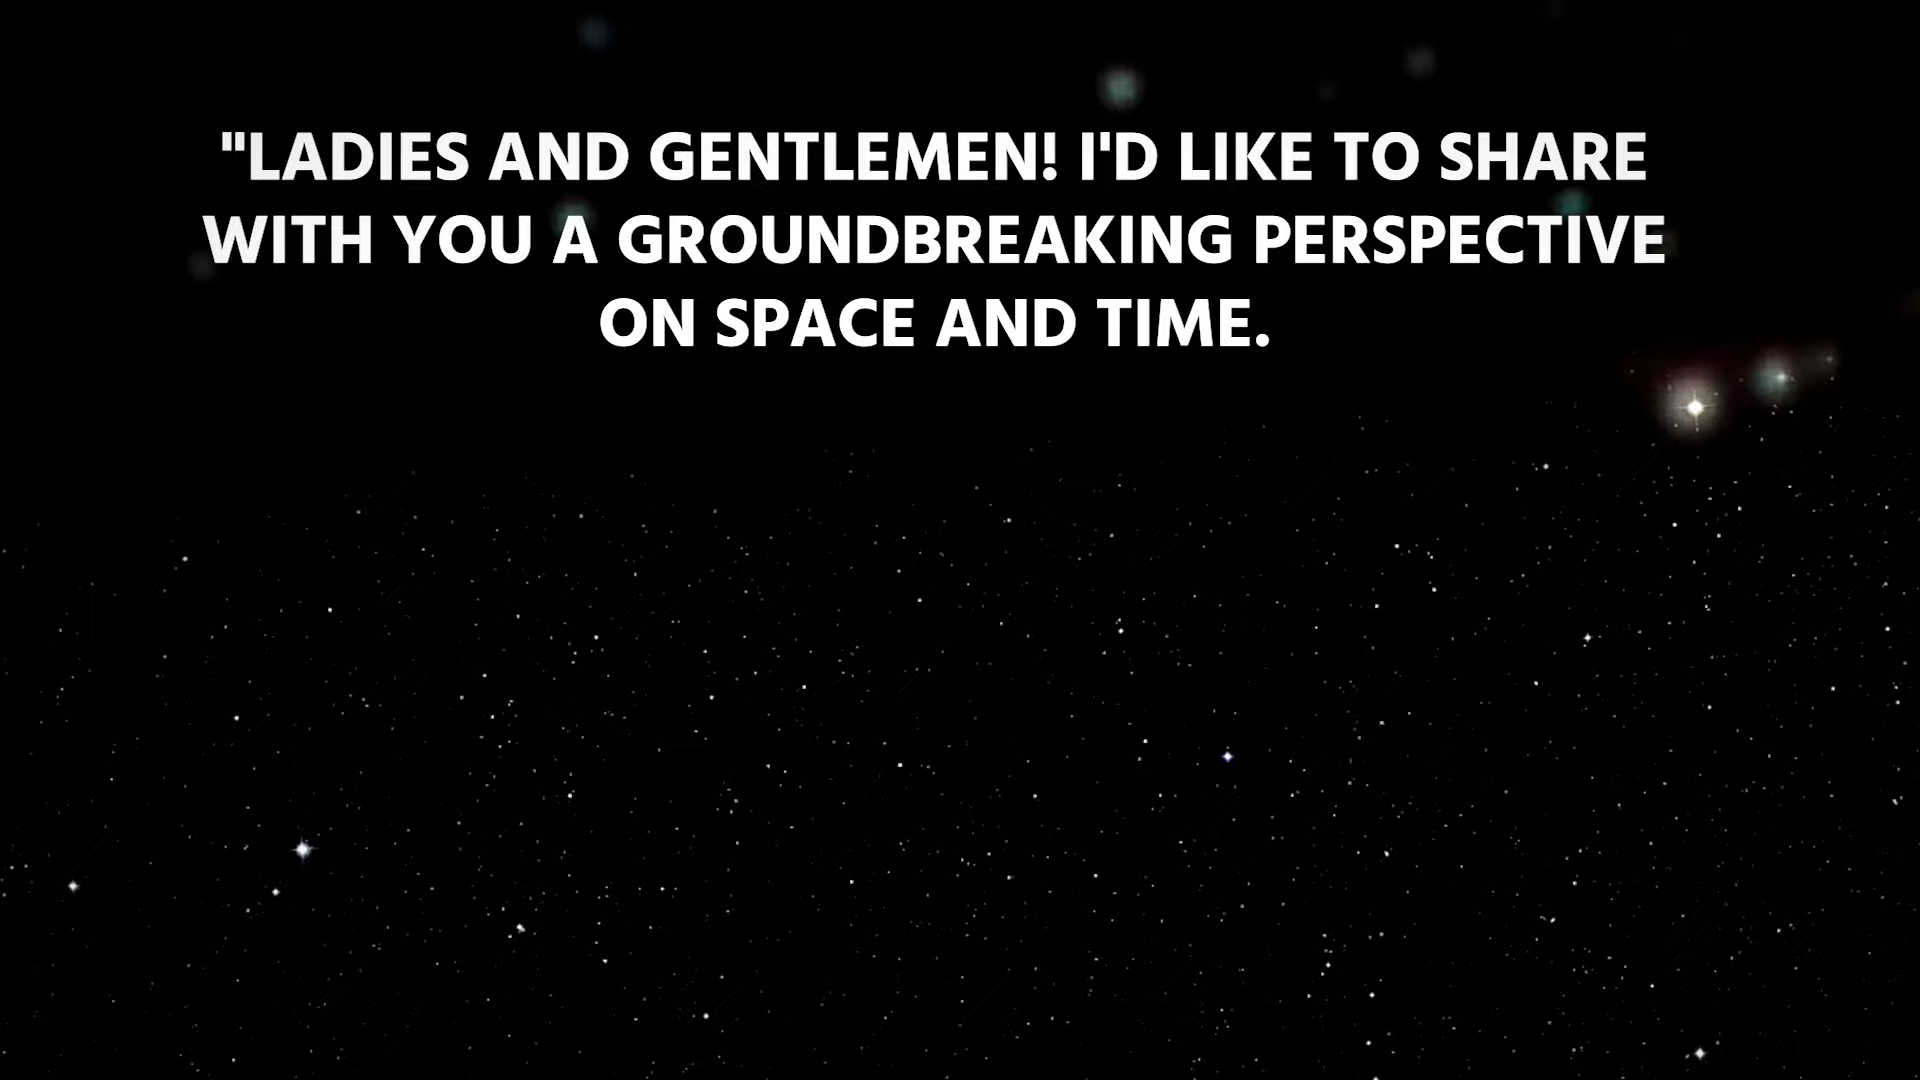 "LADIES AND GENTLEMEN! I'D LIKE TO SHARE
WITH YOU A GROUNDBREAKING PERSPECTIVE
ON SPACE AND TIME.